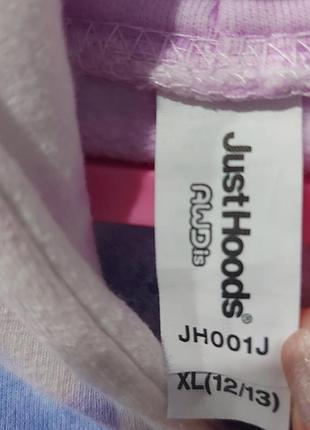 JustHoods®
AWDis
JH001J
XL(12/13)